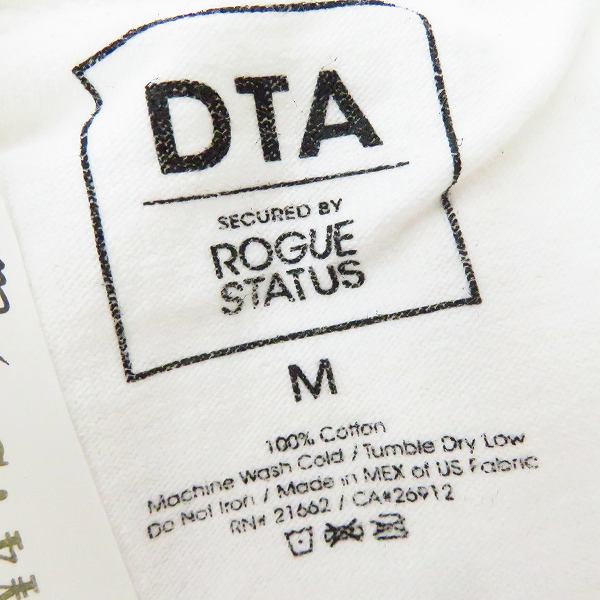 DTA
SECURED BY
ROGUE
STATUS
M
100% Cotton
Machine Wash Cold / Tumble Dry Low
Do Not Iron / Made in MEX of US Fabric
RN# 21662 / CA#26912